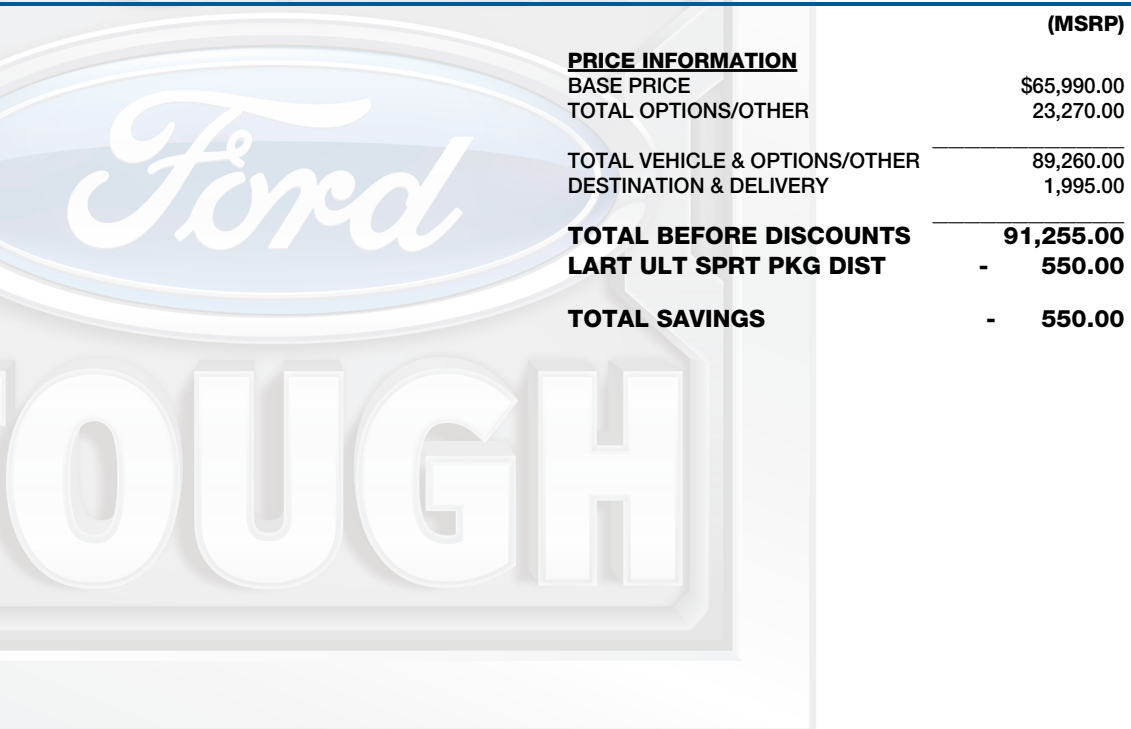 (MSRP)
PRICE INFORMATION
BASE PRICE $65,990.00
TOTAL OPTIONS/OTHER 23,270.00
TOTAL VEHICLE & OPTIONS/OTHER 89,260.00
DESTINATION & DELIVERY 1,995.00
TOTAL BEFORE DISCOUNTS 91,255.00
LART ULT SPRT PKG DIST - 550.00
TOTAL SAVINGS - 550.00
Ford
TOUGH